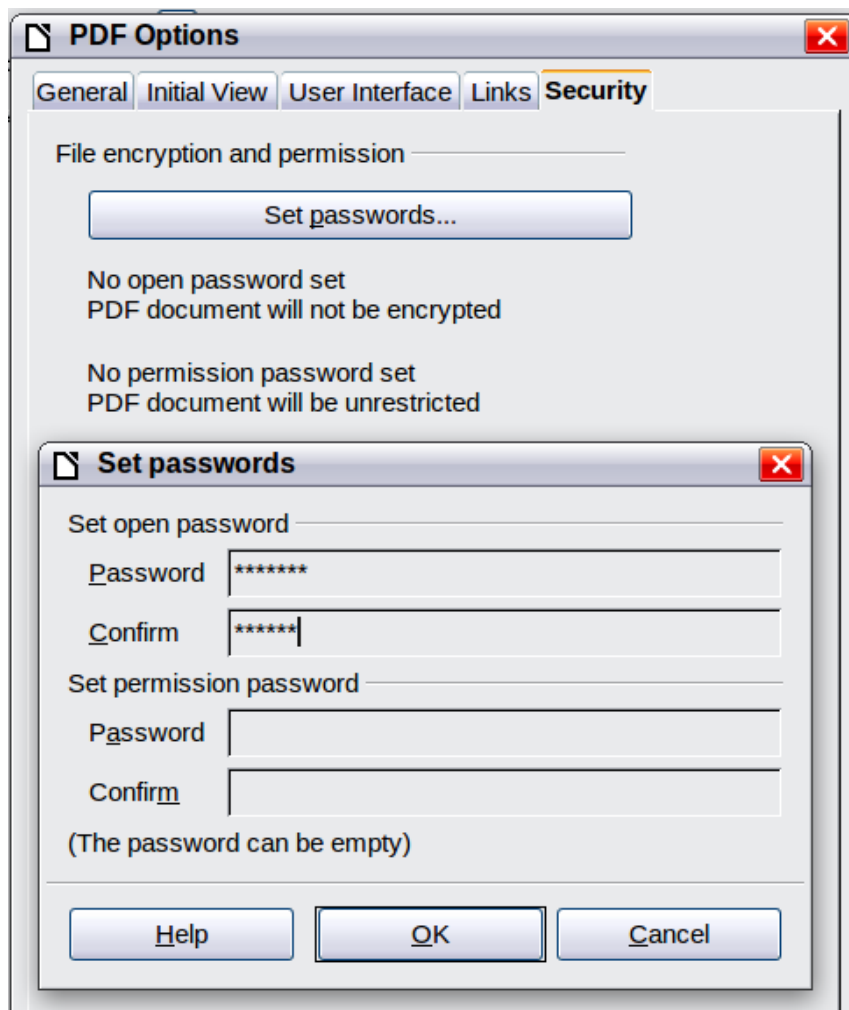 PDF Options
General Initial View User Interface Links Security
File encryption and permission
Set passwords...
No open password set
PDF document will not be encrypted
No permission password set
PDF document will be unrestricted
Set passwords
Set open password
Password *******
Confirm ******
Set permission password
Password
Confirm
(The password can be empty)
Help OK Cancel